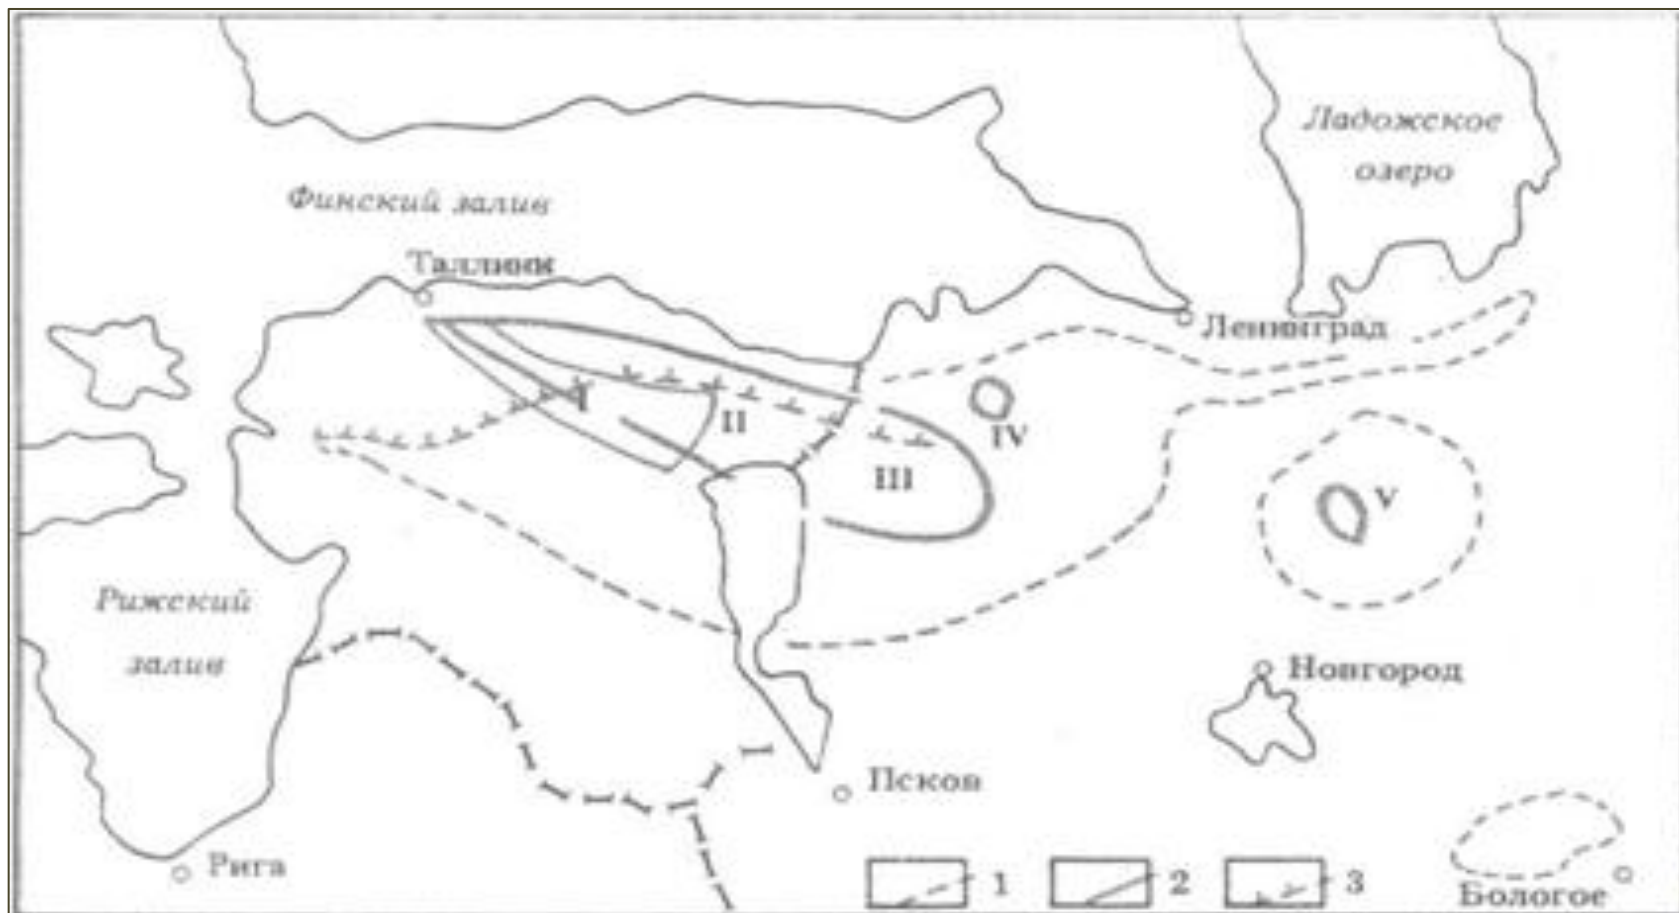 Ладожское
озеро
Финский залив
Таллинн
Ленинград
II
IV
III
V
Рижский
залив
Новгород
Псков
Рига
1
2
3
Бологое